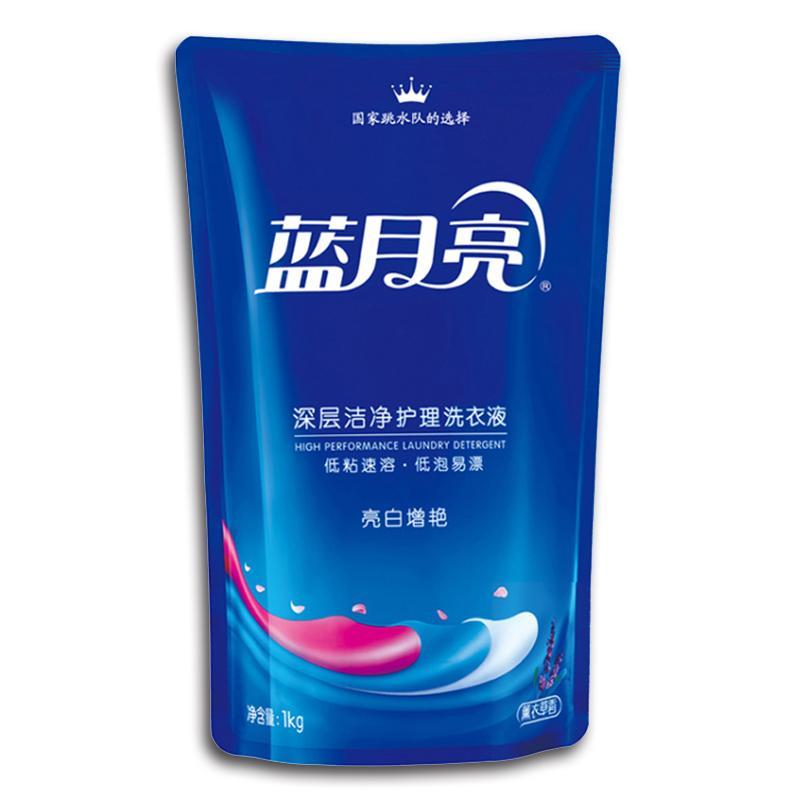 国家跳水队的选择
蓝月亮®
深层洁净护理洗衣液
HIGH PERFORMANCE LAUNDRY DETERGENT
低粘速溶·低泡易漂
亮白增艳
净含量:1kg
薰衣草香